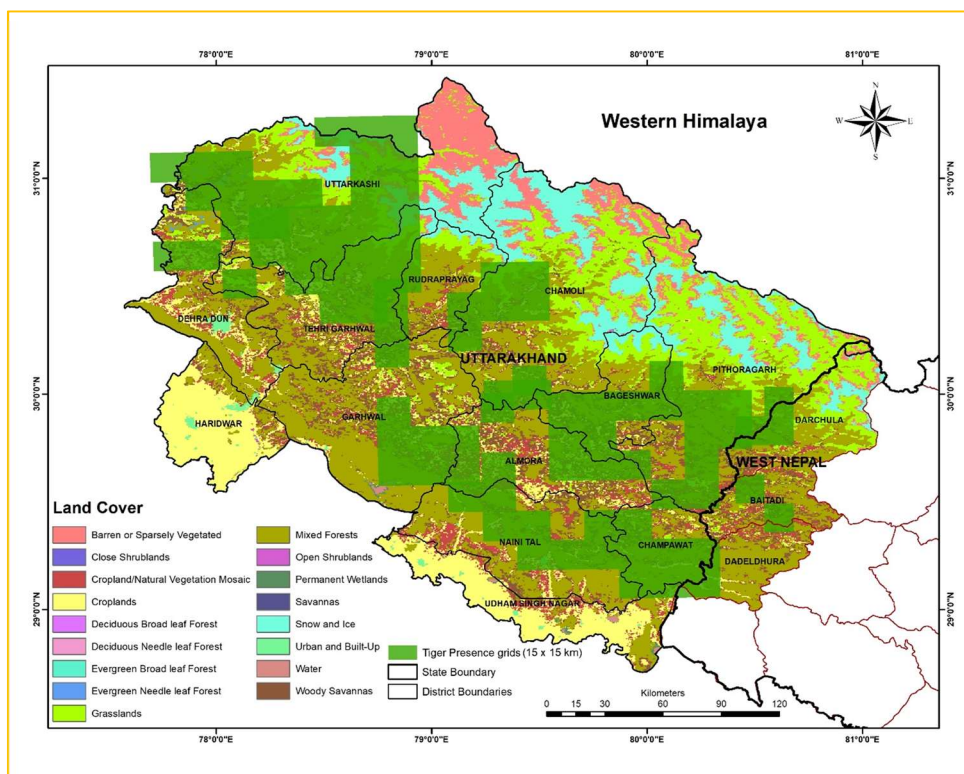 78°0'0"E 79°0'0"E 80°0'0"E 81°0'0"E
Western Himalaya
N
W E
S
31°0'0"N
31°0'0"N
UTTARKASHI
RUDRAPRAYAG
CHAMOLI
DEHRA DUN
TEHRI GARHWAL
UTTARAKHAND
PITHORAGARH
30°0'0"N
30°0'0"N
BAGESHWAR
HARIDWAR
GARHWAL
DARCHULA
ALMORA
WEST NEPAL
BAITADI
NAINI TAL
CHAMPAWAT
DADELDHURA
UDHAM SINGH NAGAR
29°0'0"N
29°0'0"N
Land Cover
Barren or Sparsely Vegetated
Close Shrublands
Cropland/Natural Vegetation Mosaic
Croplands
Deciduous Broad leaf Forest
Deciduous Needle leaf Forest
Evergreen Broad leaf Forest
Evergreen Needle leaf Forest
Grasslands
Mixed Forests
Open Shrublands
Permanent Wetlands
Savannas
Snow and Ice
Urban and Built-Up
Water
Woody Savannas
Tiger Presence grids (15 x 15 km)
State Boundary
District Boundaries
Kilometers
0 15 30 60 90 120
78°0'0"E 79°0'0"E 80°0'0"E 81°0'0"E